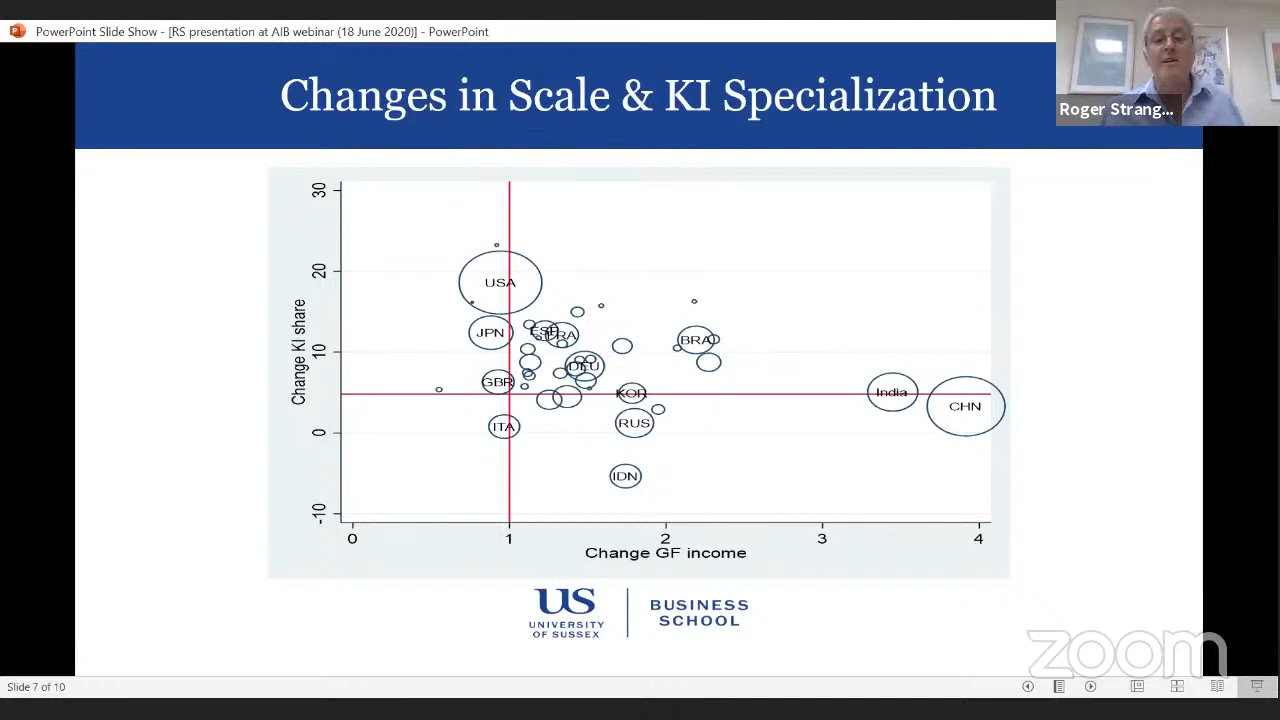 PowerPoint Slide Show - [RS presentation at AIB webinar (18 June 2020)] - PowerPoint
Changes in Scale & KI Specialization
Roger Strang...
30
20
10
0
-10
Change KI share
USA
JPN
ESP
FRA
BRA
DEU
GBR
KOR
India
CHN
ITA
RUS
IDN
0 1 2 3 4
Change GF income
US
UNIVERSITY
OF SUSSEX
BUSINESS
SCHOOL
zoom
Slide 7 of 10